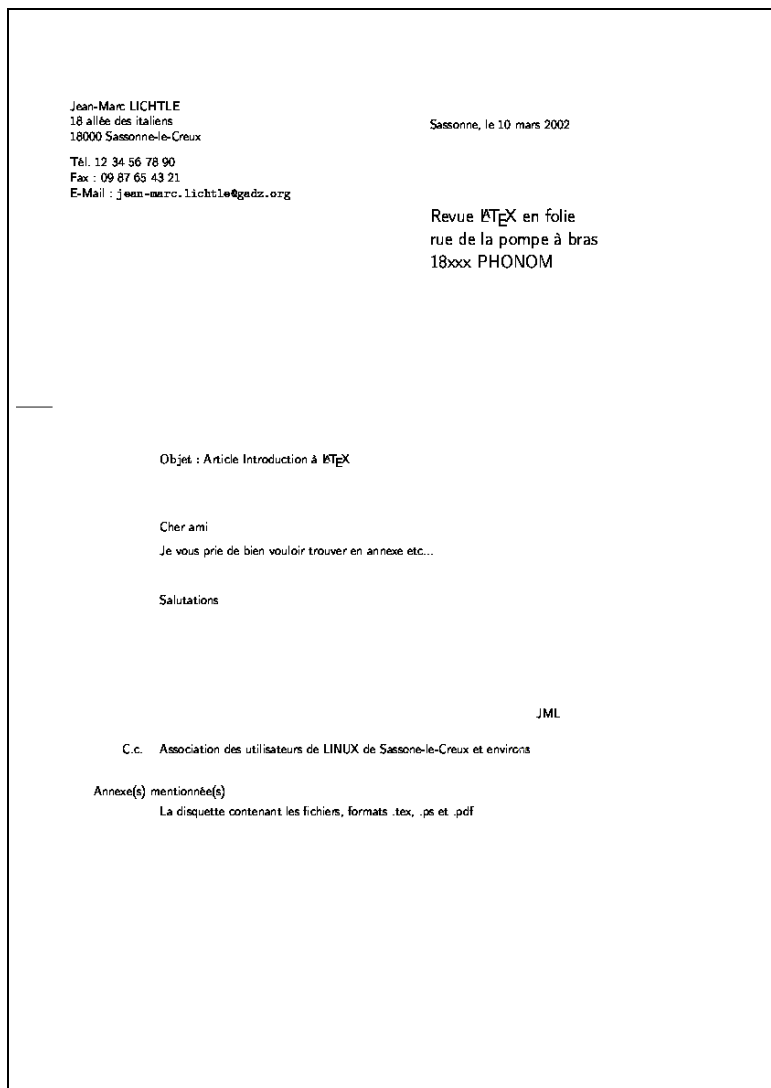 Jean-Marc LICHTLE
18 allée des italiens
18000 Sassonne-le-Creux
Sassonne, le 10 mars 2002
Tél. 12 34 56 78 90
Fax : 09 87 65 43 21
E-Mail : jean-marc.lichtle@gadz.org
Revue LATEX en folie
rue de la pompe à bras
18xxx PHONOM
Objet : Article Introduction à LATEX
Cher ami
Je vous prie de bien vouloir trouver en annexe etc...
Salutations
JML
C.c. Association des utilisateurs de LINUX de Sassone-le-Creux et environs
Annexe(s) mentionnée(s)
La disquette contenant les fichiers, formats .tex, .ps et .pdf